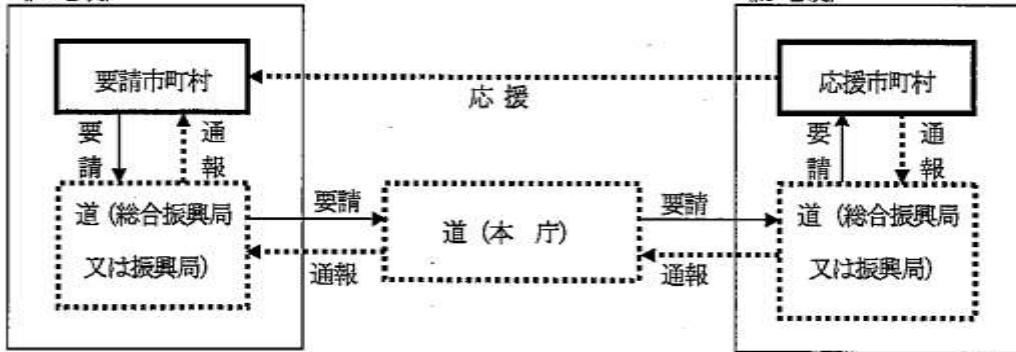 要請市町村
応援市町村
応 援
要請
通報
要請
通報
道(総合振興局
又は振興局)
要請
通報
道(本 庁)
要請
通報
道(総合振興局
又は振興局)